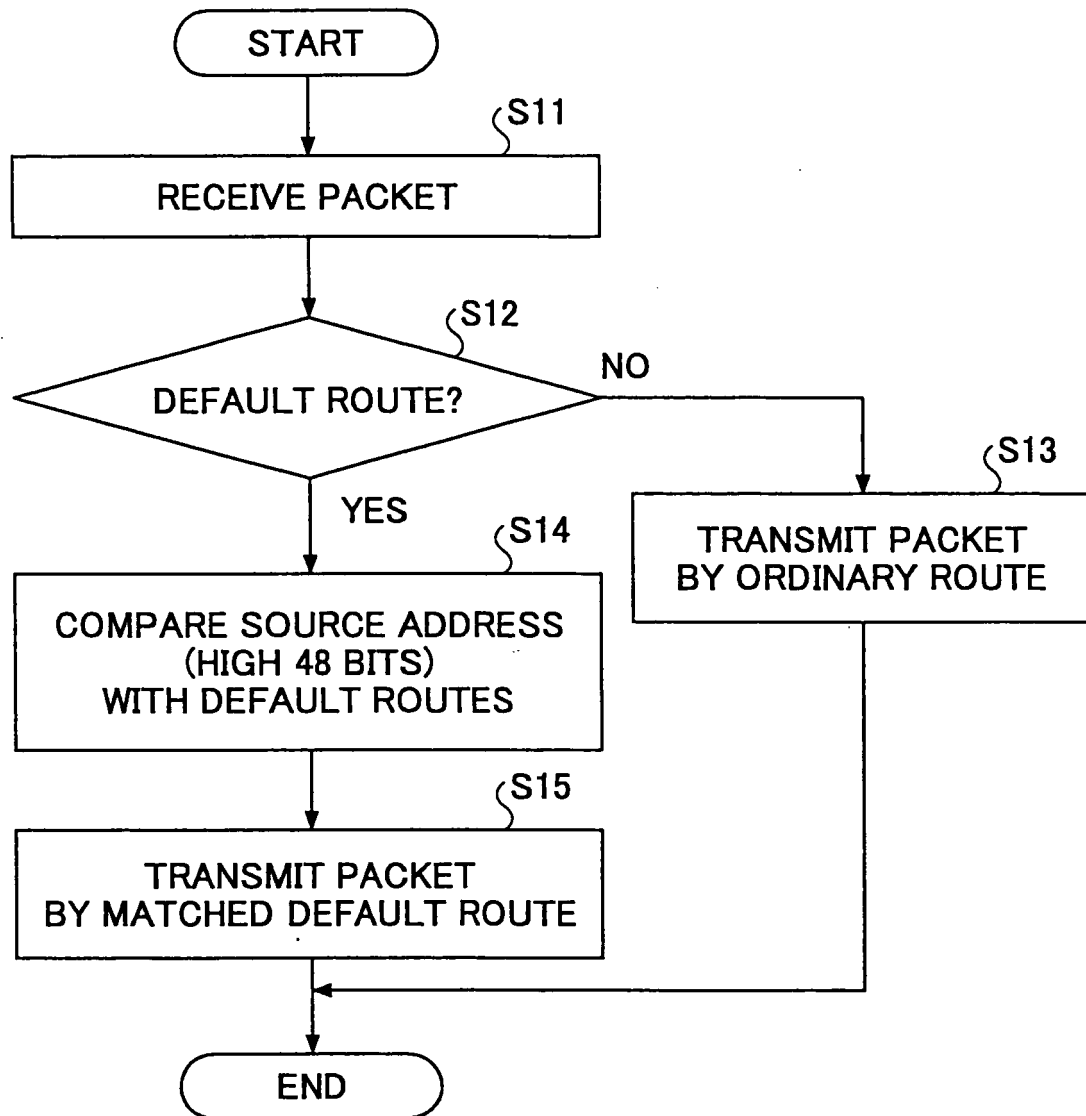 START
S11
RECEIVE PACKET
S12
DEFAULT ROUTE?
NO
YES
S13
TRANSMIT PACKET
BY ORDINARY ROUTE
S14
COMPARE SOURCE ADDRESS
(HIGH 48 BITS)
WITH DEFAULT ROUTES
S15
TRANSMIT PACKET
BY MATCHED DEFAULT ROUTE
END